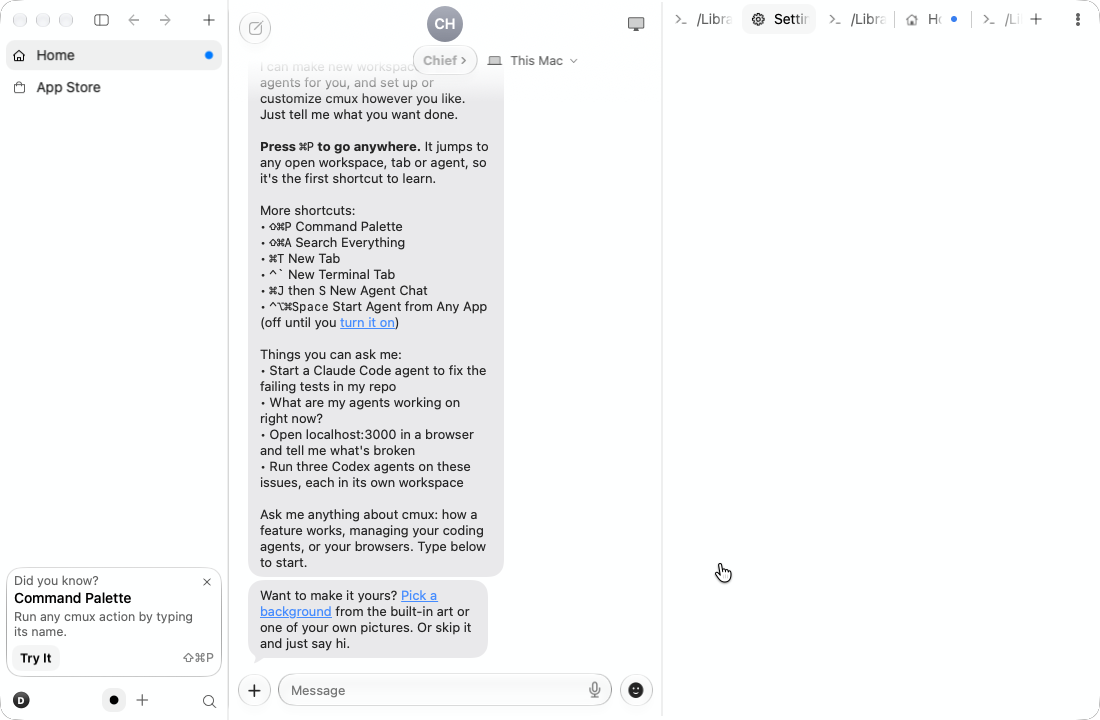 Home
App Store
Did you know?
Command Palette
Run any cmux action by typing
its name.
Try It
⇧⌘P
D
CH
Chief ›
This Mac
I can make new workspac
agents for you, and set up or
customize cmux however you like.
Just tell me what you want done.
Press ⌘P to go anywhere. It jumps to
any open workspace, tab or agent, so
it's the first shortcut to learn.
More shortcuts:
• ⇧⌘P Command Palette
• ⇧⌘A Search Everything
• ⌘T New Tab
• ^` New Terminal Tab
• ⌘J then S New Agent Chat
• ^⌥⌘Space Start Agent from Any App
(off until you turn it on)
Things you can ask me:
• Start a Claude Code agent to fix the
failing tests in my repo
• What are my agents working on
right now?
• Open localhost:3000 in a browser
and tell me what's broken
• Run three Codex agents on these
issues, each in its own workspace
Ask me anything about cmux: how a
feature works, managing your coding
agents, or your browsers. Type below
to start.
Want to make it yours? Pick a
background from the built-in art or
one of your own pictures. Or skip it
and just say hi.
Message
/Libra
Settin
/Libra
Ho
/Li